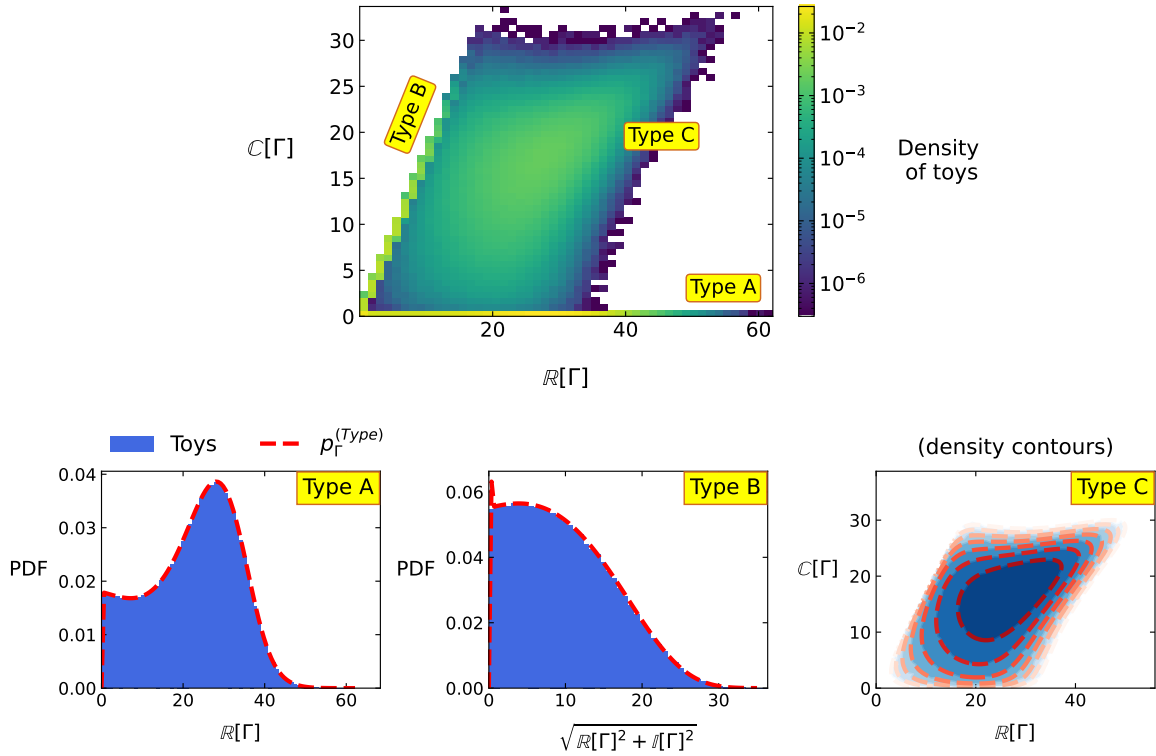 30
25
20
15
10
5
0
ℂ[Γ]
Type B
Type C
Type A
20
40
60
ℝ[Γ]
10⁻²
10⁻³
10⁻⁴
10⁻⁵
10⁻⁶
Density
of toys
Toys
p_Γ^(Type)
(density contours)
0.04
0.03
0.02
0.01
0.00
PDF
Type A
0
20
40
60
ℝ[Γ]
0.06
0.04
0.02
0.00
PDF
Type B
0
10
20
30
√ℝ[Γ]² + 𝕀[Γ]²
30
20
10
0
ℂ[Γ]
Type C
0
20
40
ℝ[Γ]